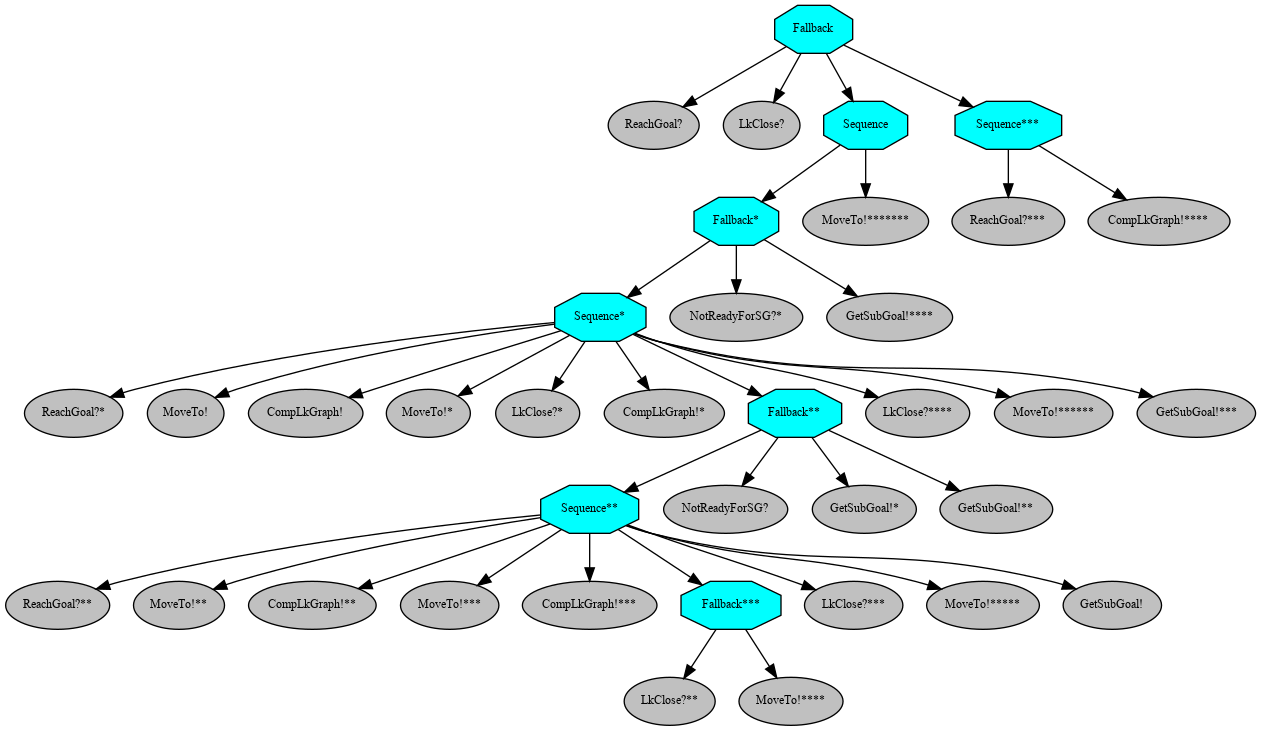 Fallback
ReachGoal?
LkClose?
Sequence
Sequence***
Fallback*
MoveTo!*******
ReachGoal?***
CompLkGraph!****
Sequence*
NotReadyForSG?*
GetSubGoal!****
ReachGoal?*
MoveTo!
CompLkGraph!
MoveTo!*
LkClose?*
CompLkGraph!*
Fallback**
LkClose?****
MoveTo!******
GetSubGoal!***
Sequence**
NotReadyForSG?
GetSubGoal!*
GetSubGoal!**
ReachGoal?**
MoveTo!**
CompLkGraph!**
MoveTo!***
CompLkGraph!***
Fallback***
LkClose?***
MoveTo!*****
GetSubGoal!
LkClose?**
MoveTo!****